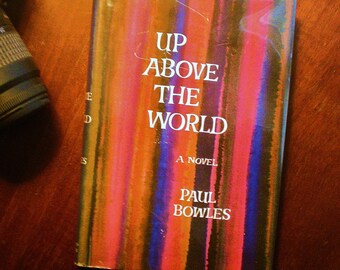 UP
ABOVE
THE
WORLD
A NOVEL
PAUL
BOWLES